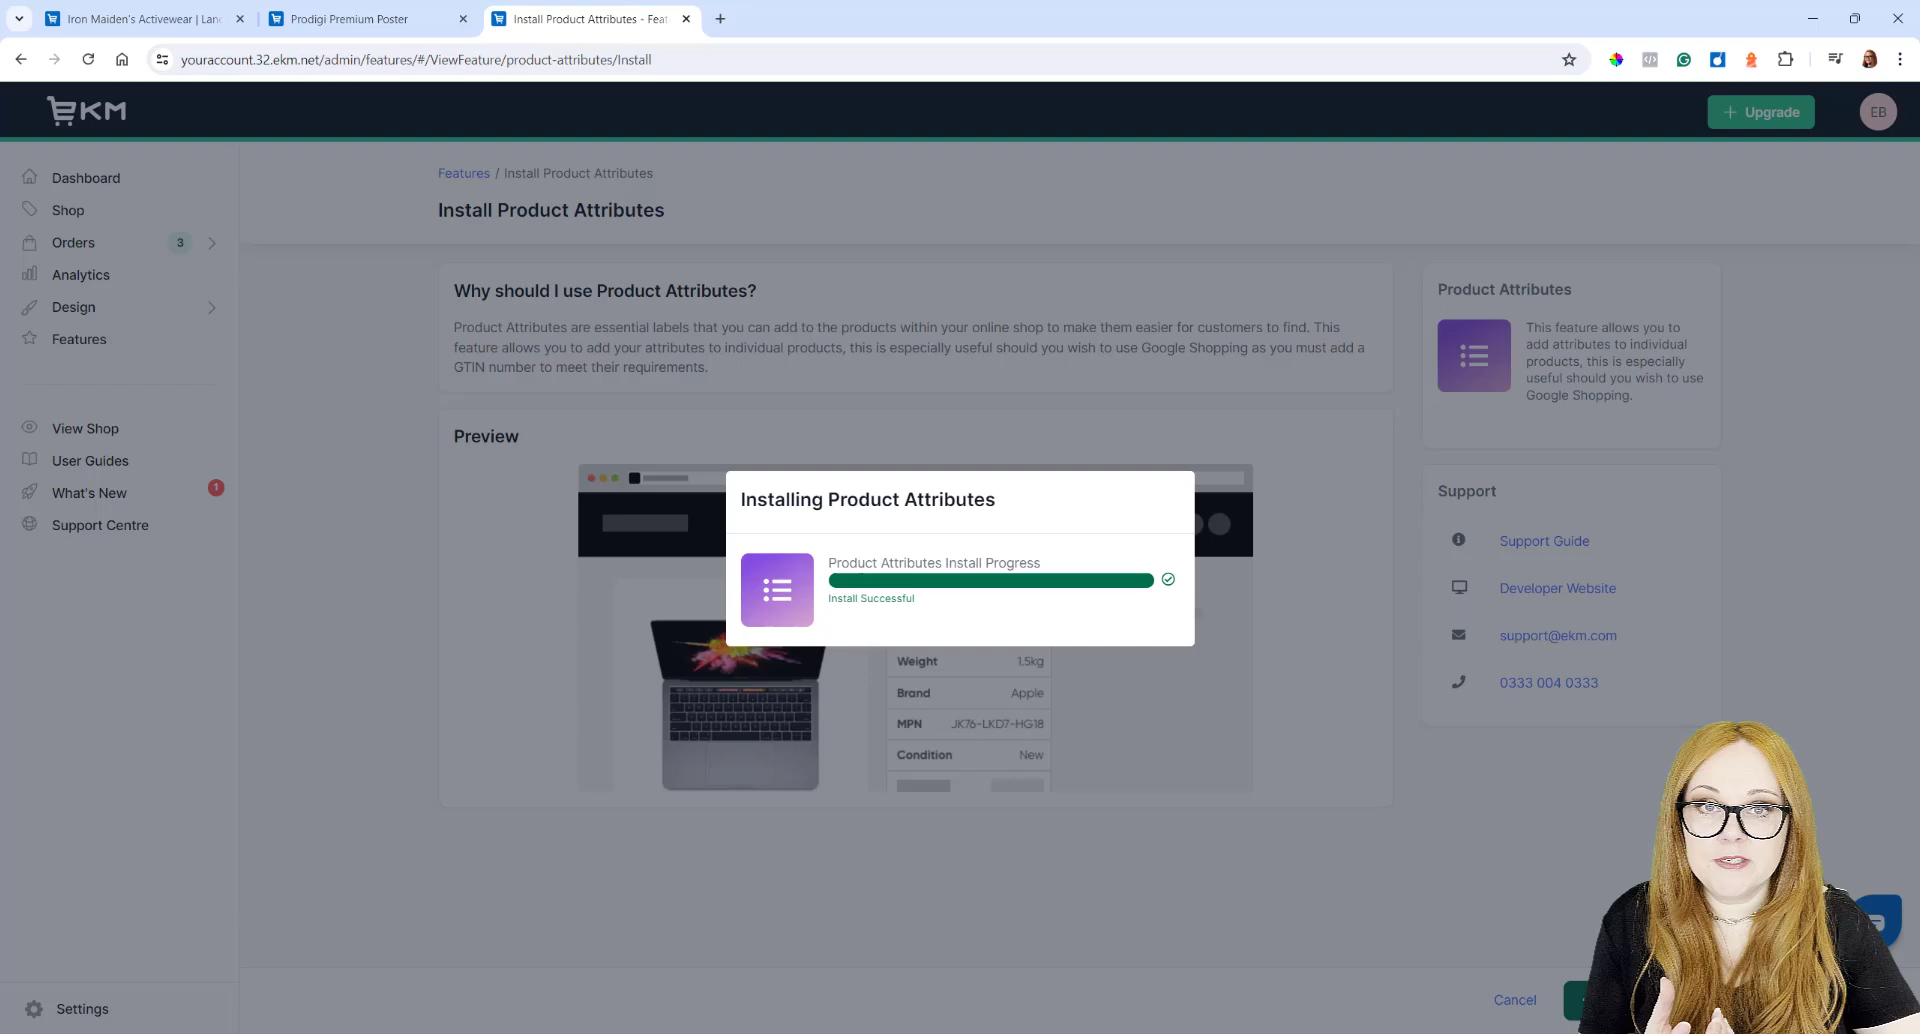 Iron Maiden's Activewear | Lan
Prodigi Premium Poster
Install Product Attributes - Feat
youraccount.32.ekm.net/admin/features/#/ViewFeature/product-attributes/Install
EKM
Upgrade
EB
Dashboard
Shop
Orders
3
Analytics
Design
Features
View Shop
User Guides
What's New
1
Support Centre
Settings
Features / Install Product Attributes
Install Product Attributes
Why should I use Product Attributes?
Product Attributes are essential labels that you can add to the products within your online shop to make them easier for customers to find. This
feature allows you to add your attributes to individual products, this is especially useful should you wish to use Google Shopping as you must add a
GTIN number to meet their requirements.
Preview
Installing Product Attributes
Product Attributes Install Progress
Install Successful
Weight 1.5kg
Brand Apple
MPN JK76-LKD7-HG18
Condition New
Product Attributes
This feature allows you to
add attributes to individual
products, this is especially
useful should you wish to use
Google Shopping.
Support
Support Guide
Developer Website
support@ekm.com
0333 004 0333
Cancel